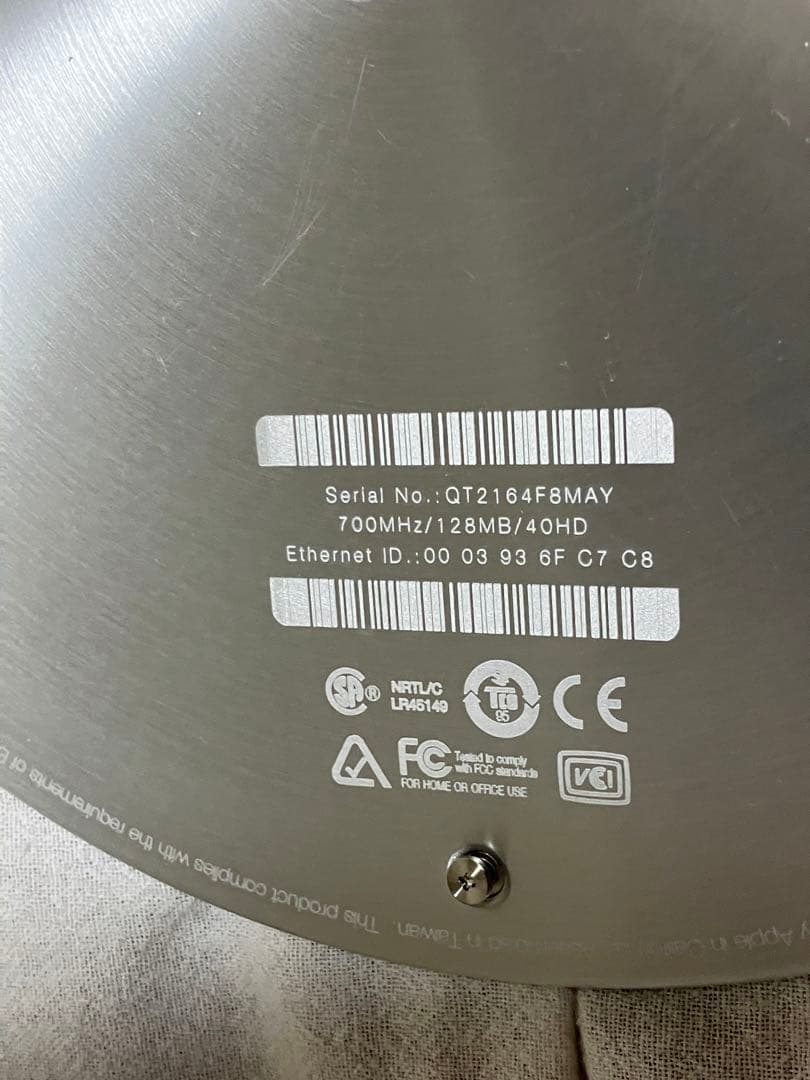 Serial No.:QT2164F8MAY
700MHz/128MB/40HD
Ethernet ID.:00 03 93 6F C7 C8
SA®
NRTL/C
LR45149
TCO
95
CE
FC
Tested to comply
with FCC standards
FOR HOME OR OFFICE USE
VCI
Apple in Taiwan. This product complies with the requirements of